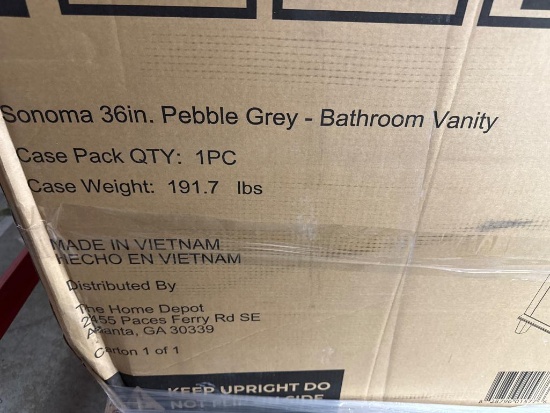 Sonoma 36in. Pebble Grey - Bathroom Vanity
Case Pack QTY: 1PC
Case Weight: 191.7 lbs
MADE IN VIETNAM
HECHO EN VIETNAM
Distributed By
The Home Depot
2455 Paces Ferry Rd SE
Atlanta, GA 30339
Carton 1 of 1
KEEP UPRIGHT DO
NOT SIDE